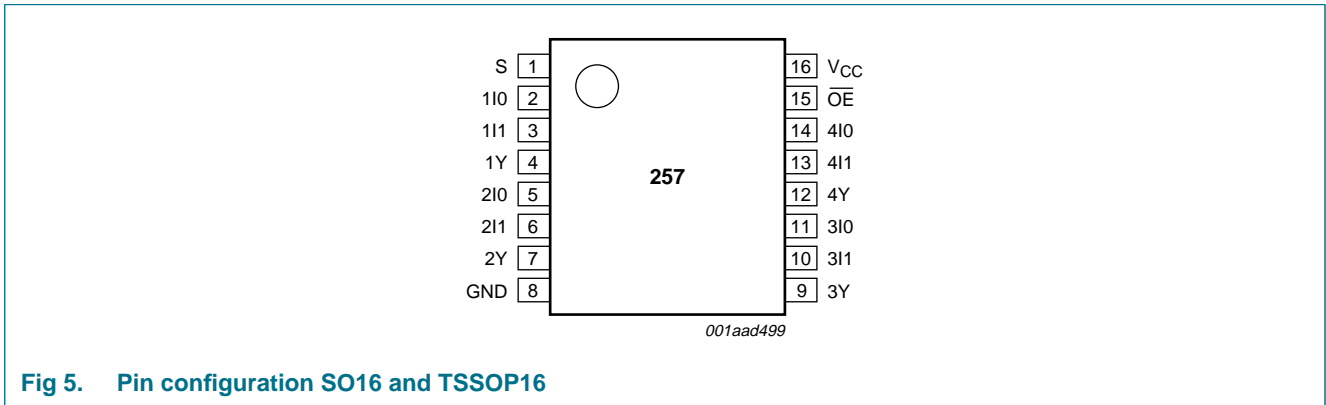 S 1 16 VCC
1I0 2 15 OE
1I1 3 14 4I0
1Y 4 13 4I1
257
2I0 5 12 4Y
2I1 6 11 3I0
2Y 7 10 3I1
GND 8 9 3Y
001aad499
Fig 5. Pin configuration SO16 and TSSOP16